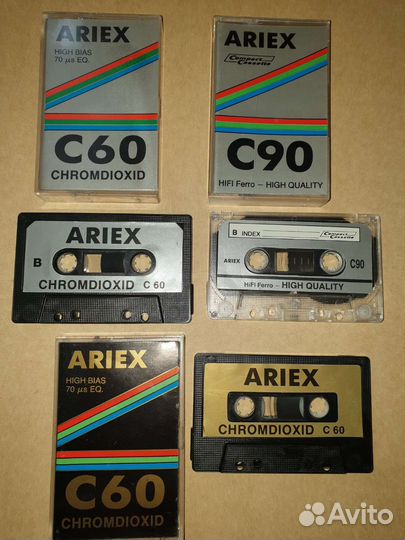 ARIEX
HIGH BIAS
70 µs EQ.
C60
CHROMDIOXID
ARIEX
Compact
Cassette
C90
HIFI Ferro – HIGH QUALITY
ARIEX
B
CHROMDIOXID C 60
B INDEX
Compact
Cassette
ARIEX
C90
HiFi Ferro – HIGH QUALITY
ARIEX
HIGH BIAS
70 µs EQ.
C60
CHROMDIOXID
ARIEX
CHROMDIOXID C 60
Avito